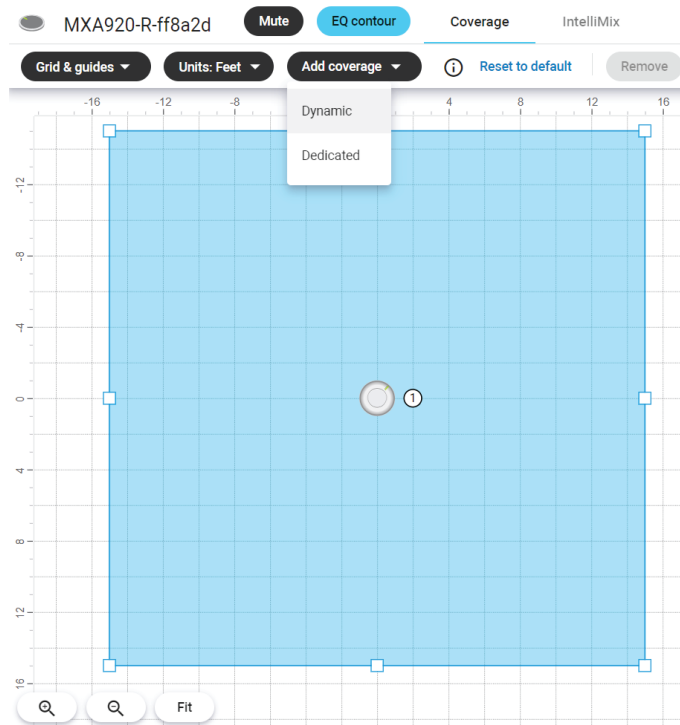 MXA920-R-ff8a2d
Mute
EQ contour
Coverage
IntelliMix
Grid & guides
Units: Feet
Add coverage
Reset to default
Remove
Dynamic
Dedicated
-16
-12
-8
4
8
12
16
-12
-8
-4
0
4
8
12
16
1
Fit